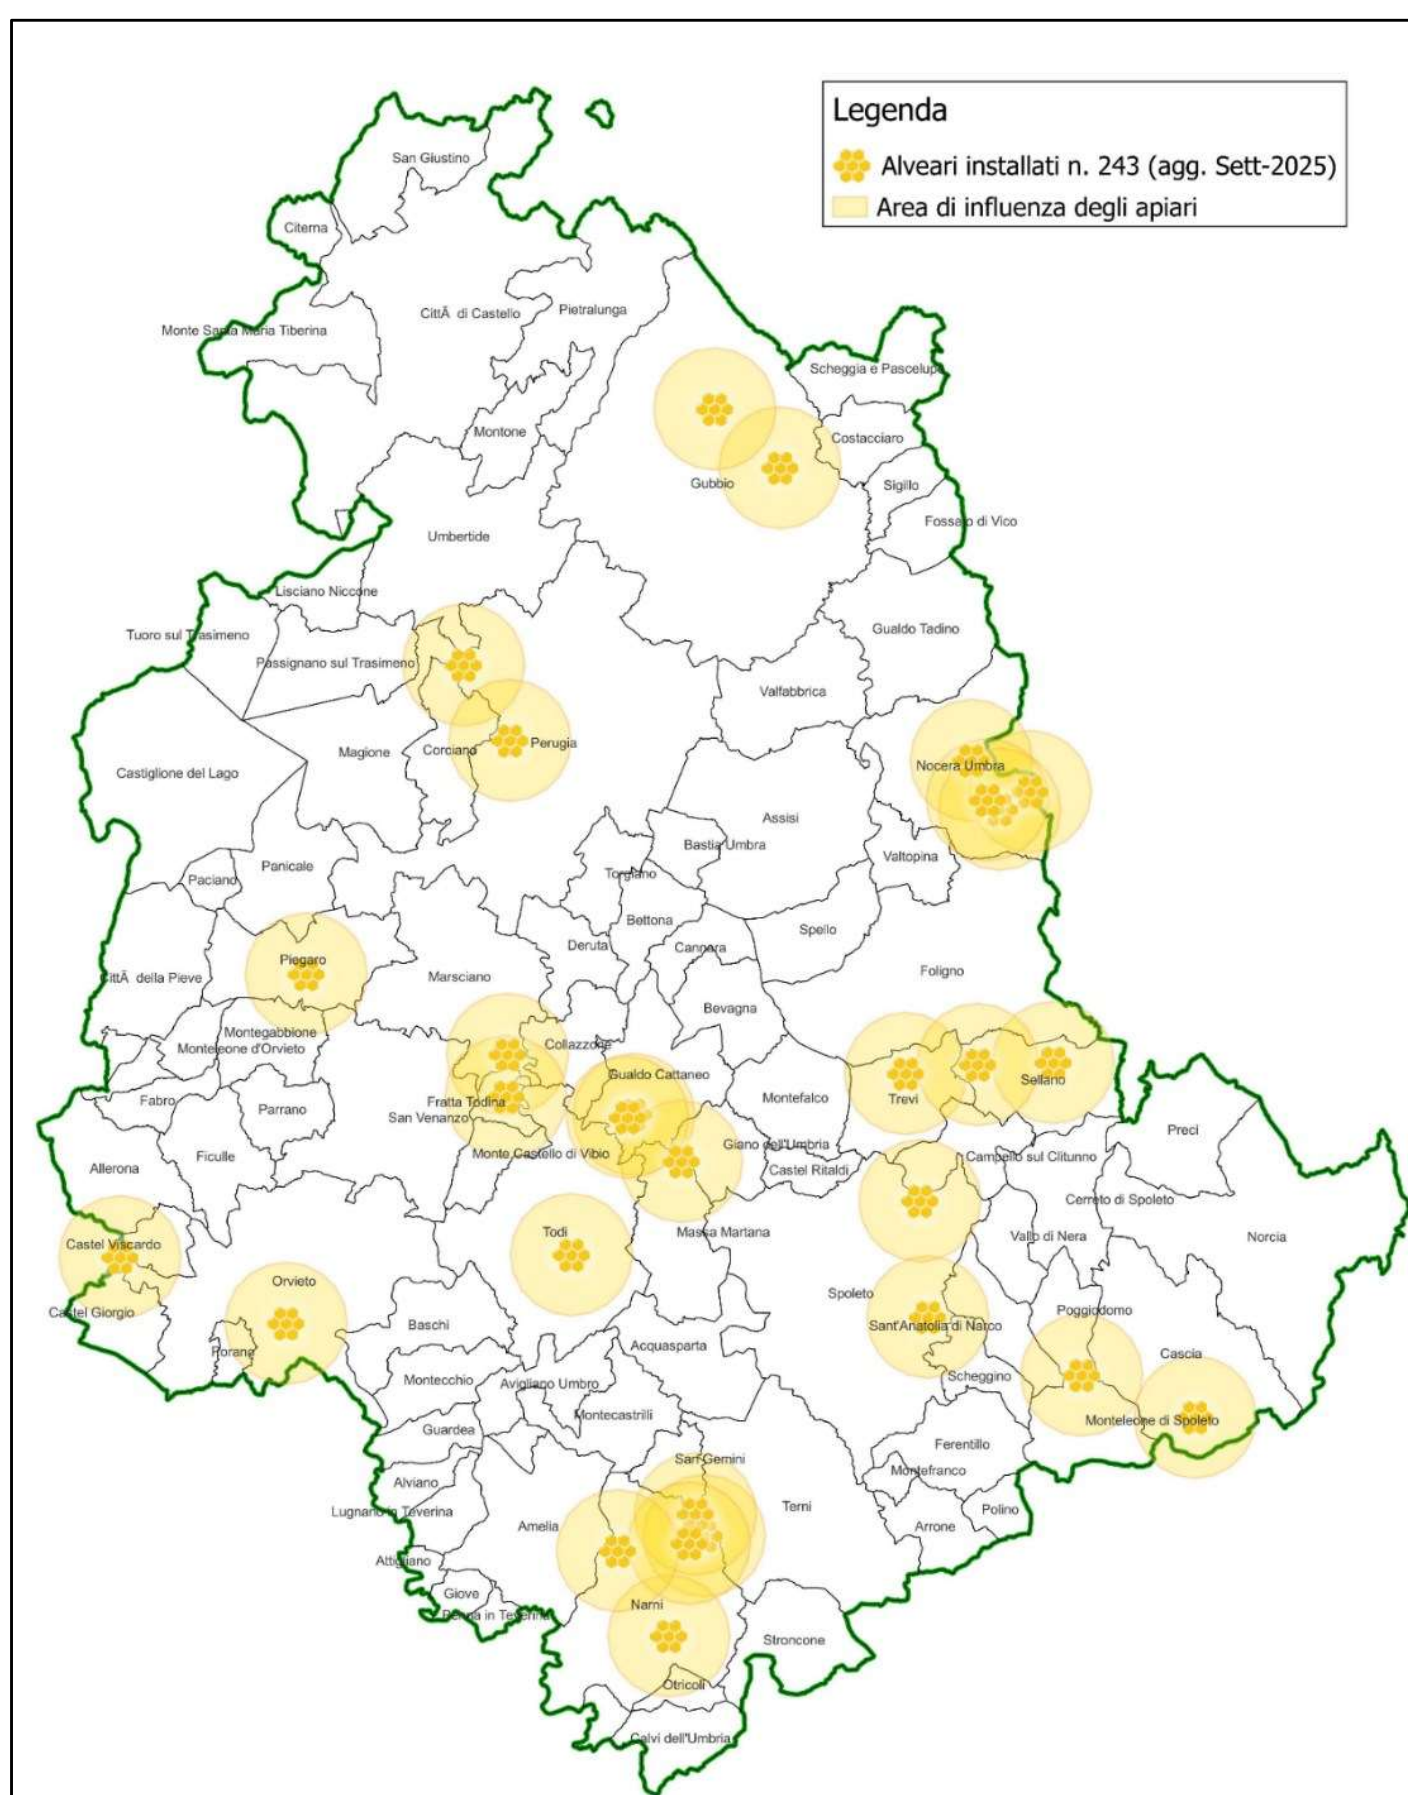 Legenda
Alveari installati n. 243 (agg. Sett-2025)
Area di influenza degli apiari
San Giustino
Citerna
CittÃ di Castello
Pietralunga
Monte Santa Maria Tiberina
Scheggia e Pascelupo
Montone
Costacciaro
Gubbio
Sigillo
Fossato di Vico
Umbertide
Lisciano Niccone
Tuoro sul Trasimeno
Gualdo Tadino
Passignano sul Trasimeno
Valfabbrica
Perugia
Magione
Corciano
Nocera Umbra
Castiglione del Lago
Assisi
Bastia Umbra
Valtopina
Panicale
Torgiano
Paciano
Bettona
Spello
Deruta
Cannara
Piegaro
Foligno
CittÃ della Pieve
Marsciano
Bevagna
Montegabbione
Collazzone
Monteleone d'Orvieto
Gualdo Cattaneo
Sellano
Fabro
Fratta Todina
Montefalco
Trevi
Parrano
San Venanzo
Preci
Giano dell'Umbria
Ficulle
Monte Castello di Vibio
Campello sul Clitunno
Allerona
Castel Ritaldi
Cerreto di Spoleto
Todi
Massa Martana
Vallo di Nera
Norcia
Castel Viscardo
Orvieto
Spoleto
Castel Giorgio
Poggiodomo
Baschi
Sant'Anatolia di Narco
Acquasparta
Porano
Cascia
Montecchio
Avigliano Umbro
Scheggino
Montecastrilli
Monteleone di Spoleto
Guardea
Ferentillo
San Gemini
Montefranco
Alviano
Terni
Lugnano in Teverina
Polino
Amelia
Arrone
Attigliano
Giove
Narni
Penna in Teverina
Stroncone
Otricoli
Calvi dell'Umbria